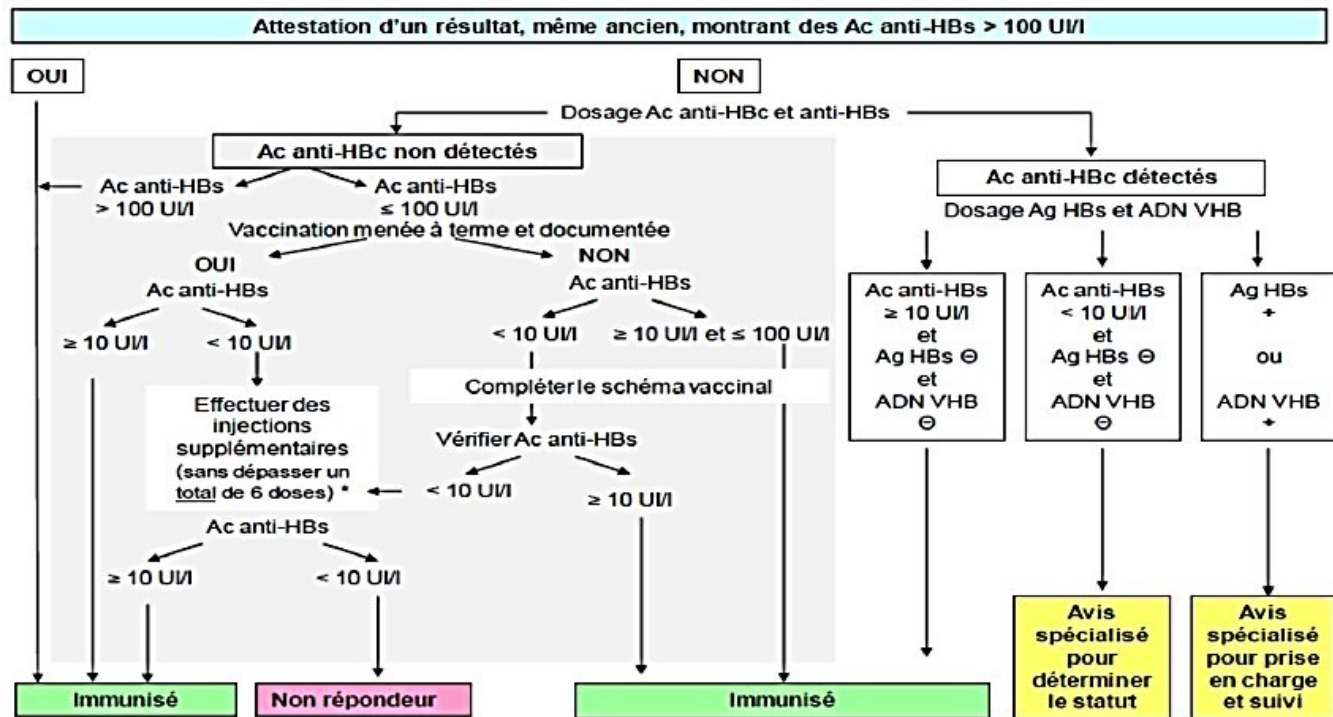 Attestation d'un résultat, même ancien, montrant des Ac anti-HBs > 100 UI/l
OUI
NON
Dosage Ac anti-HBc et anti-HBs
Ac anti-HBc non détectés
Ac anti-HBs
> 100 UI/l
Ac anti-HBs
≤ 100 UI/l
Vaccination menée à terme et documentée
OUI
Ac anti-HBs
≥ 10 UI/l
< 10 UI/l
Effectuer des
injections
supplémentaires
(sans dépasser un
total de 6 doses) *
Ac anti-HBs
≥ 10 UI/l
< 10 UI/l
NON
Ac anti-HBs
< 10 UI/l
≥ 10 UI/l et ≤ 100 UI/l
Compléter le schéma vaccinal
Vérifier Ac anti-HBs
< 10 UI/l
≥ 10 UI/l
Ac anti-HBc détectés
Dosage Ag HBs et ADN VHB
Ac anti-HBs
≥ 10 UI/l
et
Ag HBs ⊖
et
ADN VHB
⊖
Ac anti-HBs
< 10 UI/l
et
Ag HBs ⊖
et
ADN VHB
⊖
Ag HBs
+
ou
ADN VHB
+
Immunisé
Non répondeur
Immunisé
Avis
spécialisé
pour
déterminer
le statut
Avis
spécialisé
pour prise
en charge
et suivi